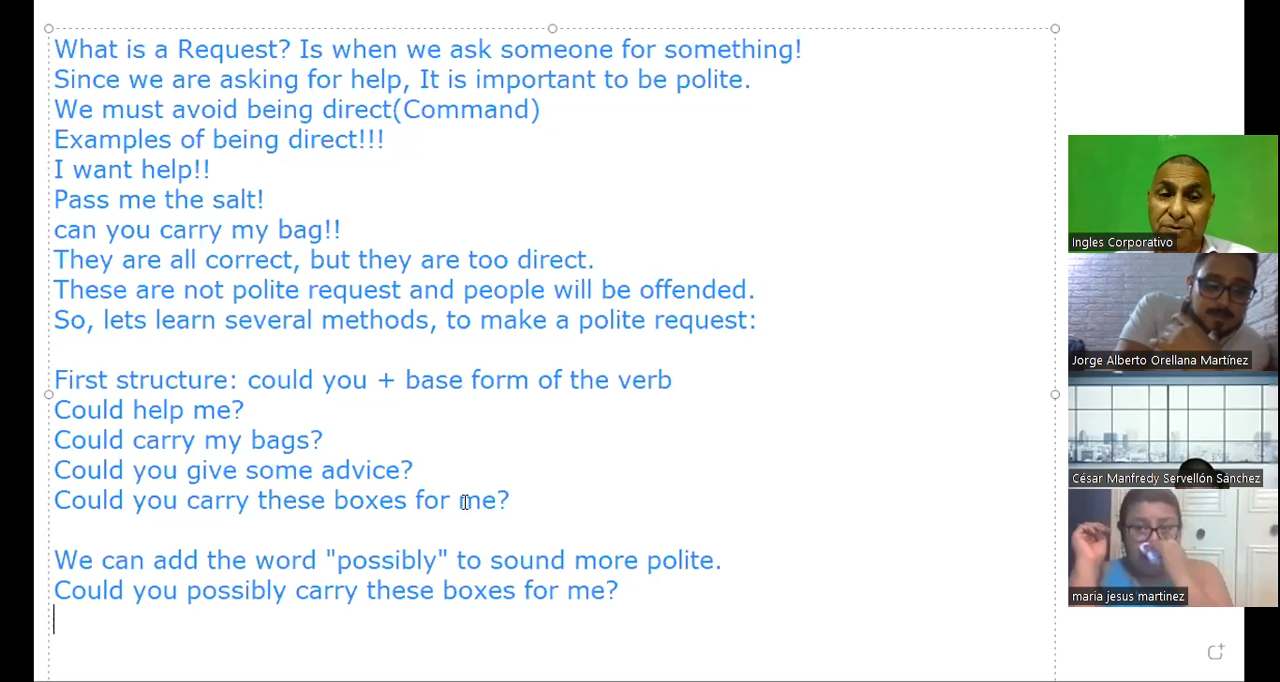 What is a Request? Is when we ask someone for something!
Since we are asking for help, It is important to be polite.
We must avoid being direct(Command)
Examples of being direct!!!
I want help!!
Pass me the salt!
can you carry my bag!!
They are all correct, but they are too direct.
These are not polite request and people will be offended.
So, lets learn several methods, to make a polite request:
First structure: could you + base form of the verb
Could help me?
Could carry my bags?
Could you give some advice?
Could you carry these boxes for me?
We can add the word "possibly" to sound more polite.
Could you possibly carry these boxes for me?
Ingles Corporativo
Jorge Alberto Orellana Martínez
César Manfredy Servellón Sánchez
maria jesus martinez